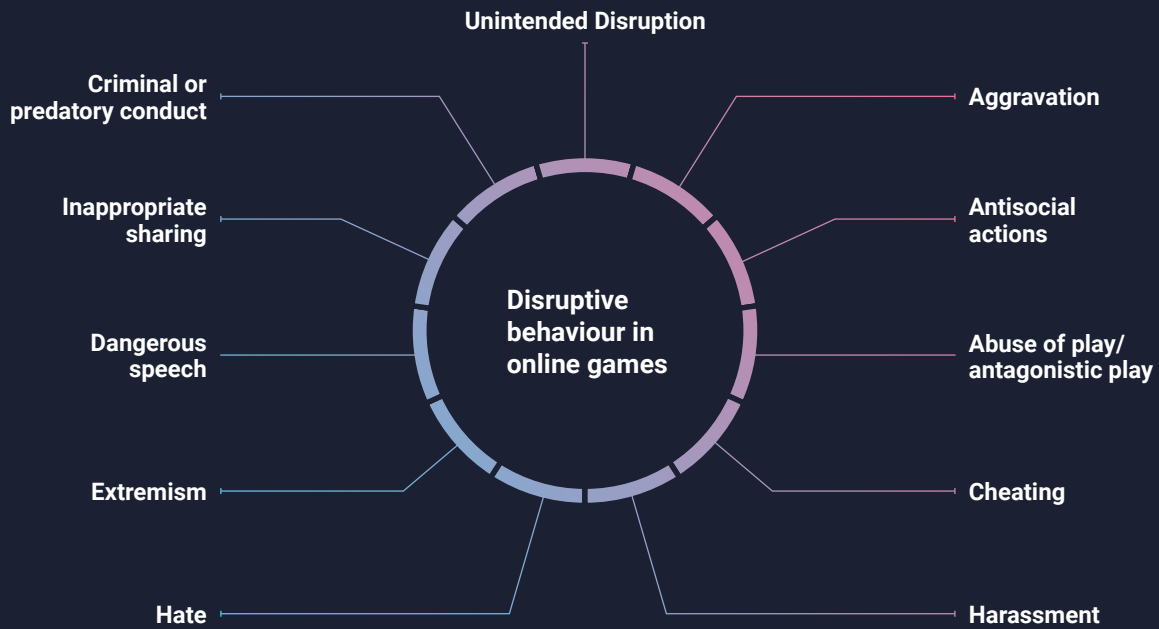 Unintended Disruption
Criminal or
predatory conduct
Aggravation
Inappropriate
sharing
Antisocial
actions
Disruptive
behaviour in
online games
Dangerous
speech
Abuse of play/
antagonistic play
Extremism
Cheating
Hate
Harassment